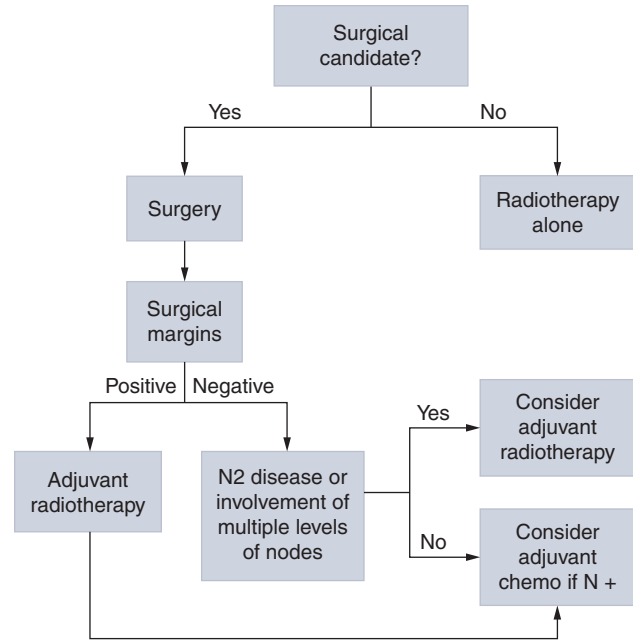 Surgical
candidate?
Yes
No
Surgery
Radiotherapy
alone
Surgical
margins
Positive
Negative
Adjuvant
radiotherapy
N2 disease or
involvement of
multiple levels
of nodes
Yes
Consider
adjuvant
radiotherapy
No
Consider
adjuvant
chemo if N +